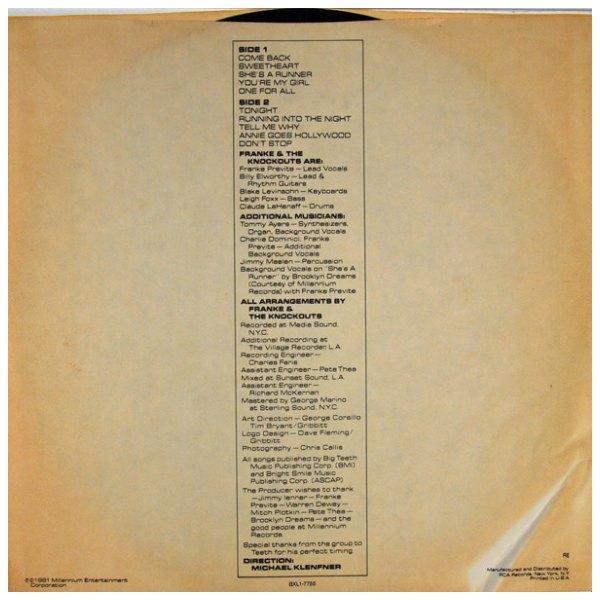 SIDE 1
COME BACK
SWEETHEART
SHE'S A RUNNER
YOU'RE MY GIRL
ONE FOR ALL
SIDE 2
TONIGHT
RUNNING INTO THE NIGHT
TELL ME WHY
ANNIE GOES HOLLYWOOD
DON'T STOP
FRANKE & THE
KNOCKOUTS ARE:
Franke Previte — Lead Vocals
Billy Elworthy — Lead &
Rhythm Guitars
Blake Levinsohn — Keyboards
Leigh Foxx — Bass
Claude LeHenaff — Drums
ADDITIONAL MUSICIANS:
Tommy Ayers — Synthesizers,
Organ, Background Vocals
Charlie Dominici, Franke
Previte — Additional
Background Vocals
Jimmy Maelen — Percussion
Background Vocals on "She's A
Runner" by Brooklyn Dreams
(Courtesy of Millennium
Records) with Franke Previte
ALL ARRANGEMENTS BY
FRANKE &
THE KNOCKOUTS
Recorded at Media Sound,
N.Y.C.
Additional Recording at
The Village Recorder, L.A.
Recording Engineer —
Charles Faris
Assistant Engineer — Pete Thea
Mixed at Sunset Sound, L.A.
Assistant Engineer —
Richard McKernan
Mastered by George Marino
at Sterling Sound, N.Y.C.
Art Direction — George Corsillo
Tim Bryant/Gribbitt
Logo Design — Dave Fleming/
Gribbitt
Photography — Chris Callis
All songs published by Big Teeth
Music Publishing Corp. (BMI)
and Bright Smile Music
Publishing Corp. (ASCAP)
The Producer wishes to thank
— Jimmy Ienner — Franke
Previte — Warren Dewey —
Mitch Plotkin — Pete Thea —
Brooklyn Dreams — and the
good people at Millennium
Records.
Special thanks from the group to
Teeth for his perfect timing.
DIRECTION:
MICHAEL KLENFNER
BXL1-7755
℗©1981 Millennium Entertainment
Corporation
RE
Manufactured and Distributed by
RCA Records, New York, N.Y.
Printed in U.S.A.